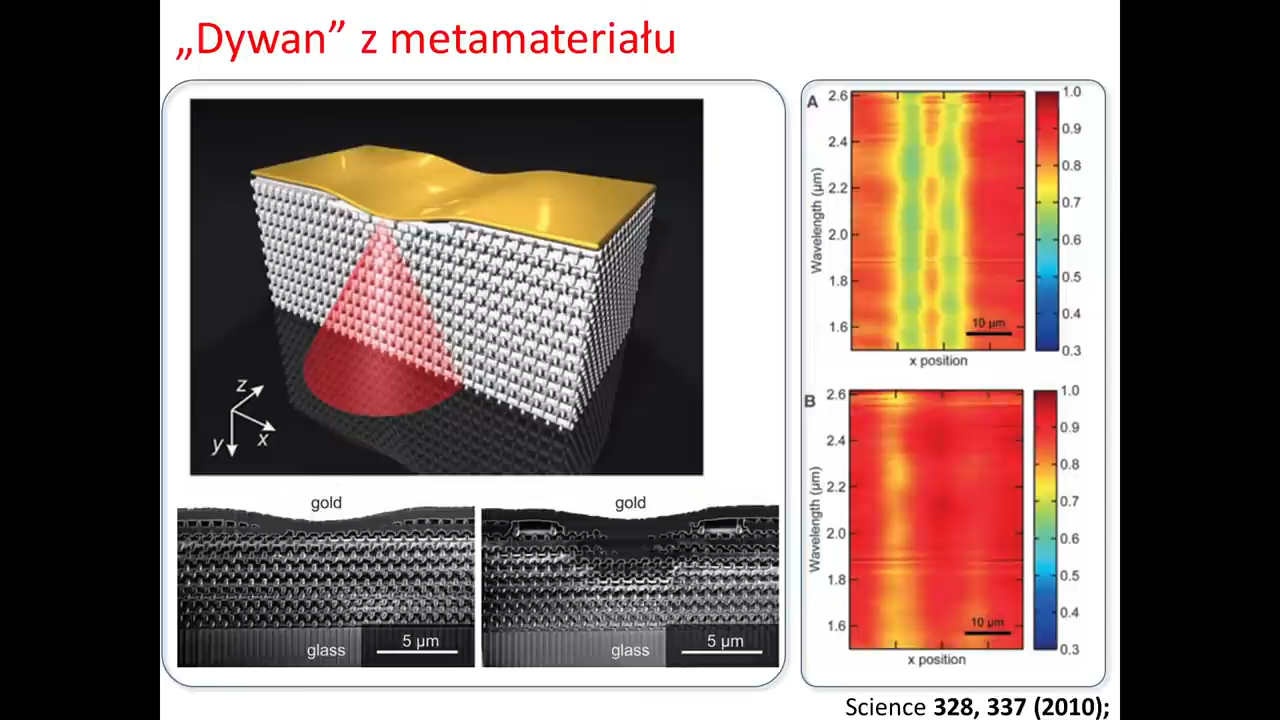 „Dywan” z metamateriału
z
y
x
gold
glass
5 µm
gold
glass
5 µm
A
Wavelength (µm)
2.6
2.4
2.2
2.0
1.8
1.6
10 µm
x position
1.0
0.9
0.8
0.7
0.6
0.5
0.4
0.3
B
Wavelength (µm)
2.6
2.4
2.2
2.0
1.8
1.6
10 µm
x position
1.0
0.9
0.8
0.7
0.6
0.5
0.4
0.3
Science 328, 337 (2010);